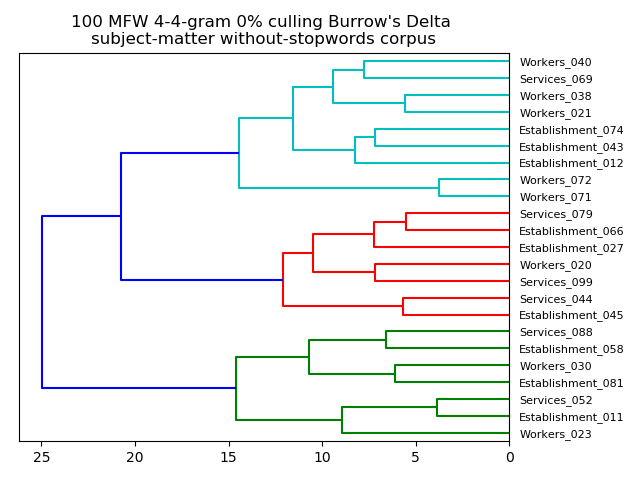 100 MFW 4-4-gram 0% culling Burrow's Delta
subject-matter without-stopwords corpus
Workers_040
Services_069
Workers_038
Workers_021
Establishment_074
Establishment_043
Establishment_012
Workers_072
Workers_071
Services_079
Establishment_066
Establishment_027
Workers_020
Services_099
Services_044
Establishment_045
Services_088
Establishment_058
Workers_030
Establishment_081
Services_052
Establishment_011
Workers_023
25 20 15 10 5 0